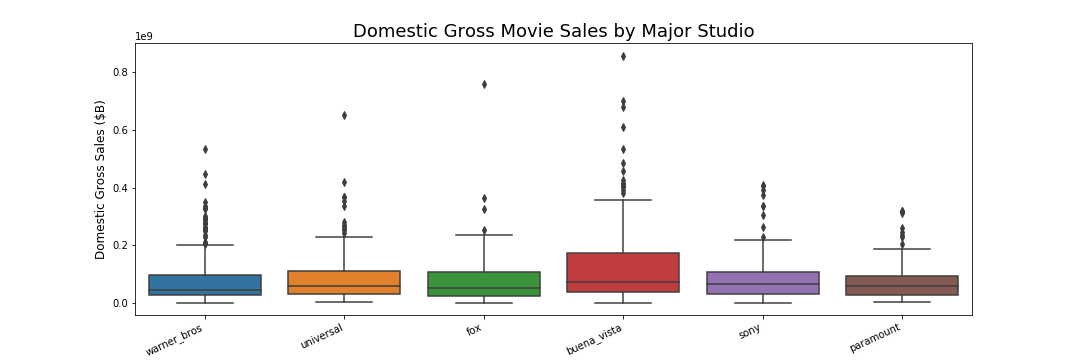 Domestic Gross Movie Sales by Major Studio
1e9
Domestic Gross Sales ($B)
0.8
0.6
0.4
0.2
0.0
warner_bros
universal
fox
buena_vista
sony
paramount